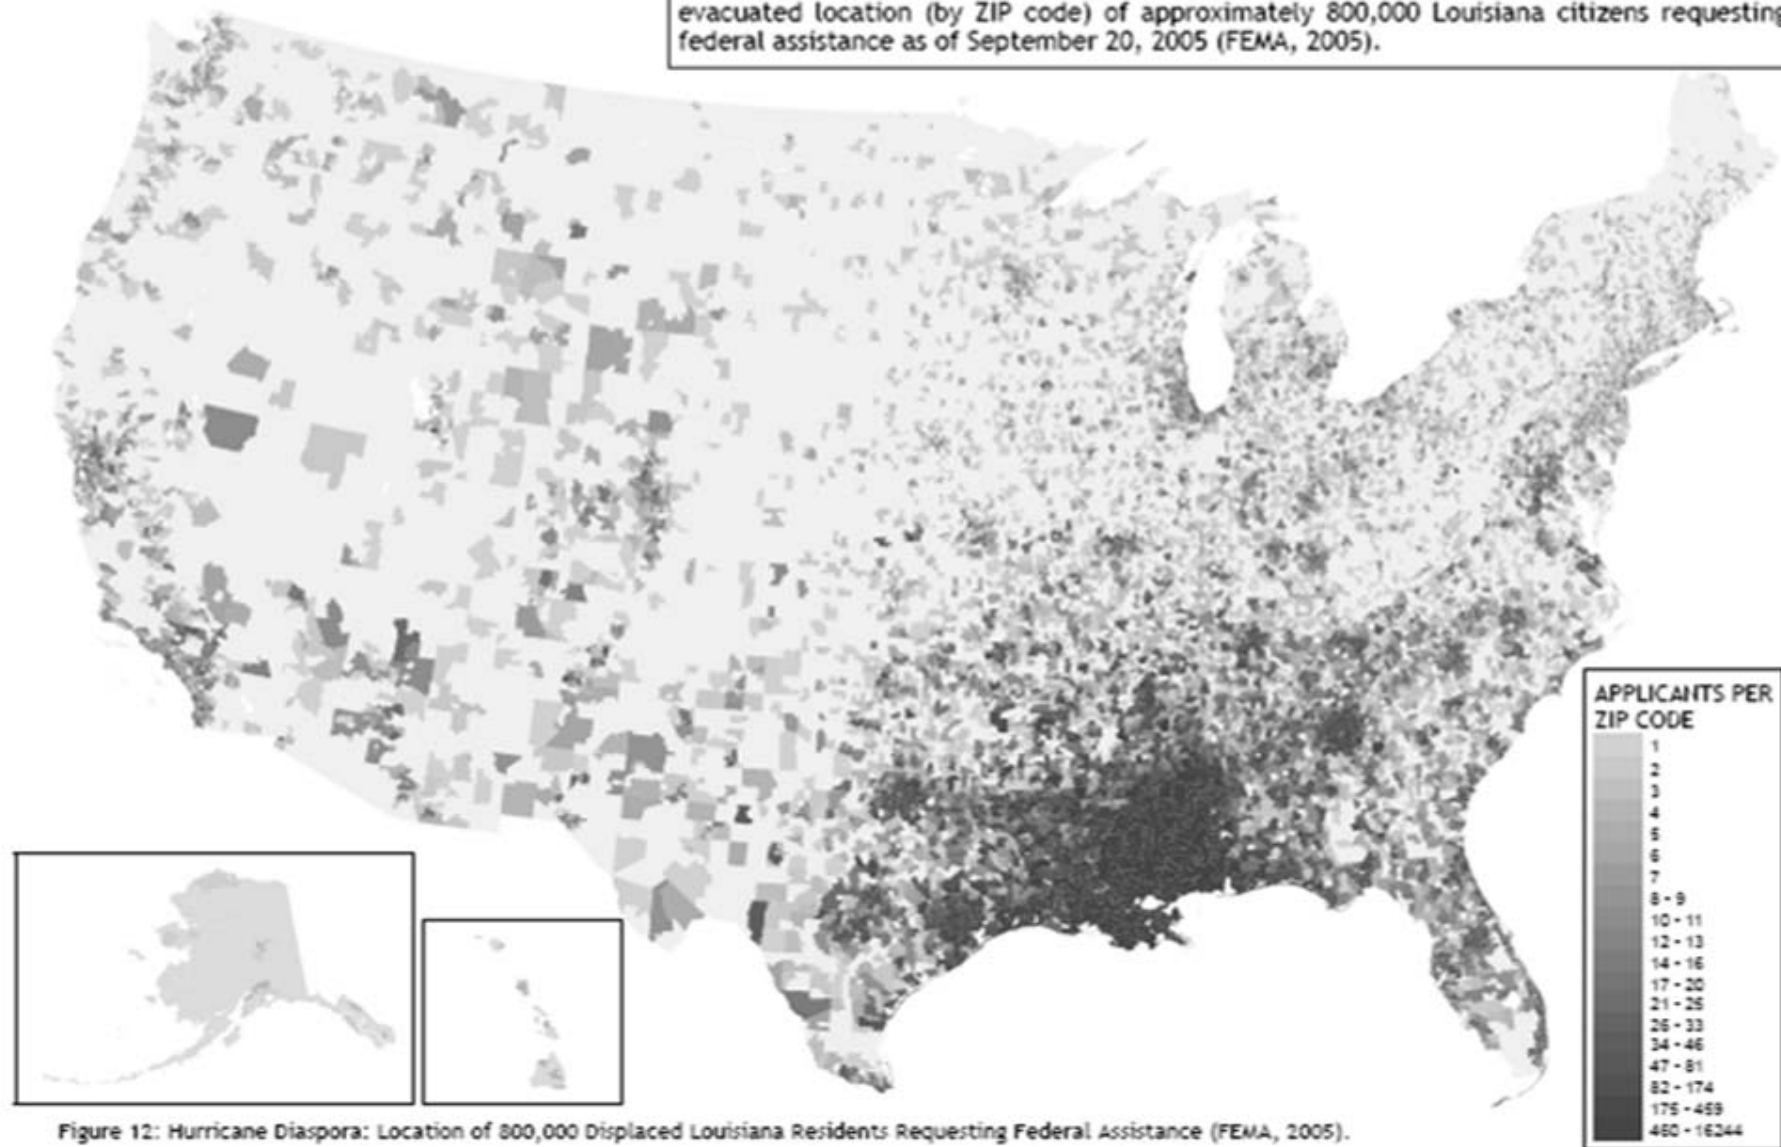 evacuated location (by ZIP code) of approximately 800,000 Louisiana citizens requesting
federal assistance as of September 20, 2005 (FEMA, 2005).
APPLICANTS PER
ZIP CODE
1
2
3
4
5
6
7
8 - 9
10 - 11
12 - 13
14 - 16
17 - 20
21 - 25
26 - 33
34 - 46
47 - 81
82 - 174
175 - 459
460 - 16244
Figure 12: Hurricane Diaspora: Location of 800,000 Displaced Louisiana Residents Requesting Federal Assistance (FEMA, 2005).